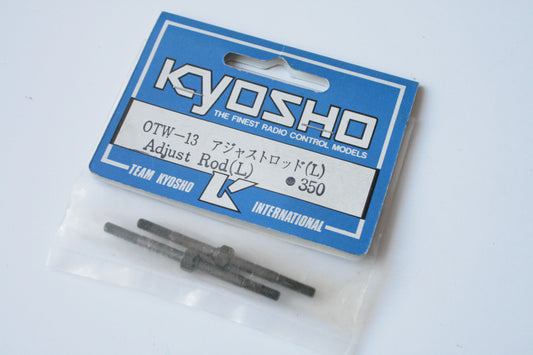 KYOSHO
THE FINEST RADIO CONTROL MODELS
OTW-13 アジャストロッド(L)
Adjust Rod(L) ●350
TEAM KYOSHO K INTERNATIONAL